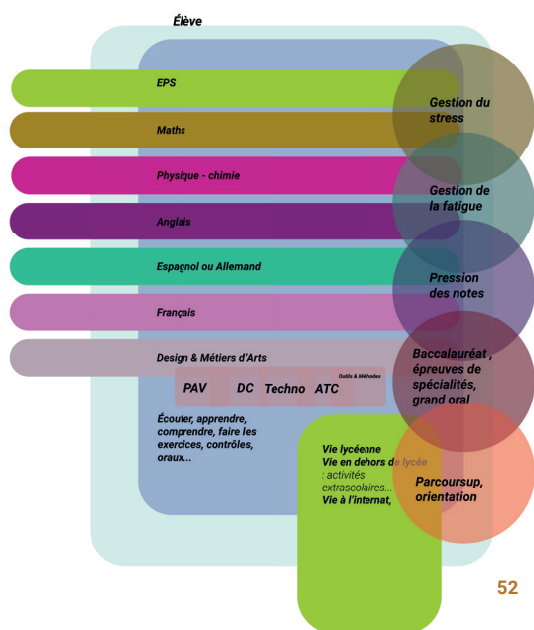 Élève
EPS
Maths
Physique - chimie
Anglais
Espagnol ou Allemand
Français
Design & Métiers d'Arts
Outils & Méthodes
PAV DC Techno ATC
Écouter, apprendre,
comprendre, faire les
exercices, contrôles,
oraux...
Vie lycéenne
Vie en dehors de lycée
: activités
extrascolaires...
Vie à l'internat,
Gestion du
stress
Gestion de
la fatigue
Pression
des notes
Baccalauréat ,
épreuves de
spécialités,
grand oral
Parcoursup,
orientation
52